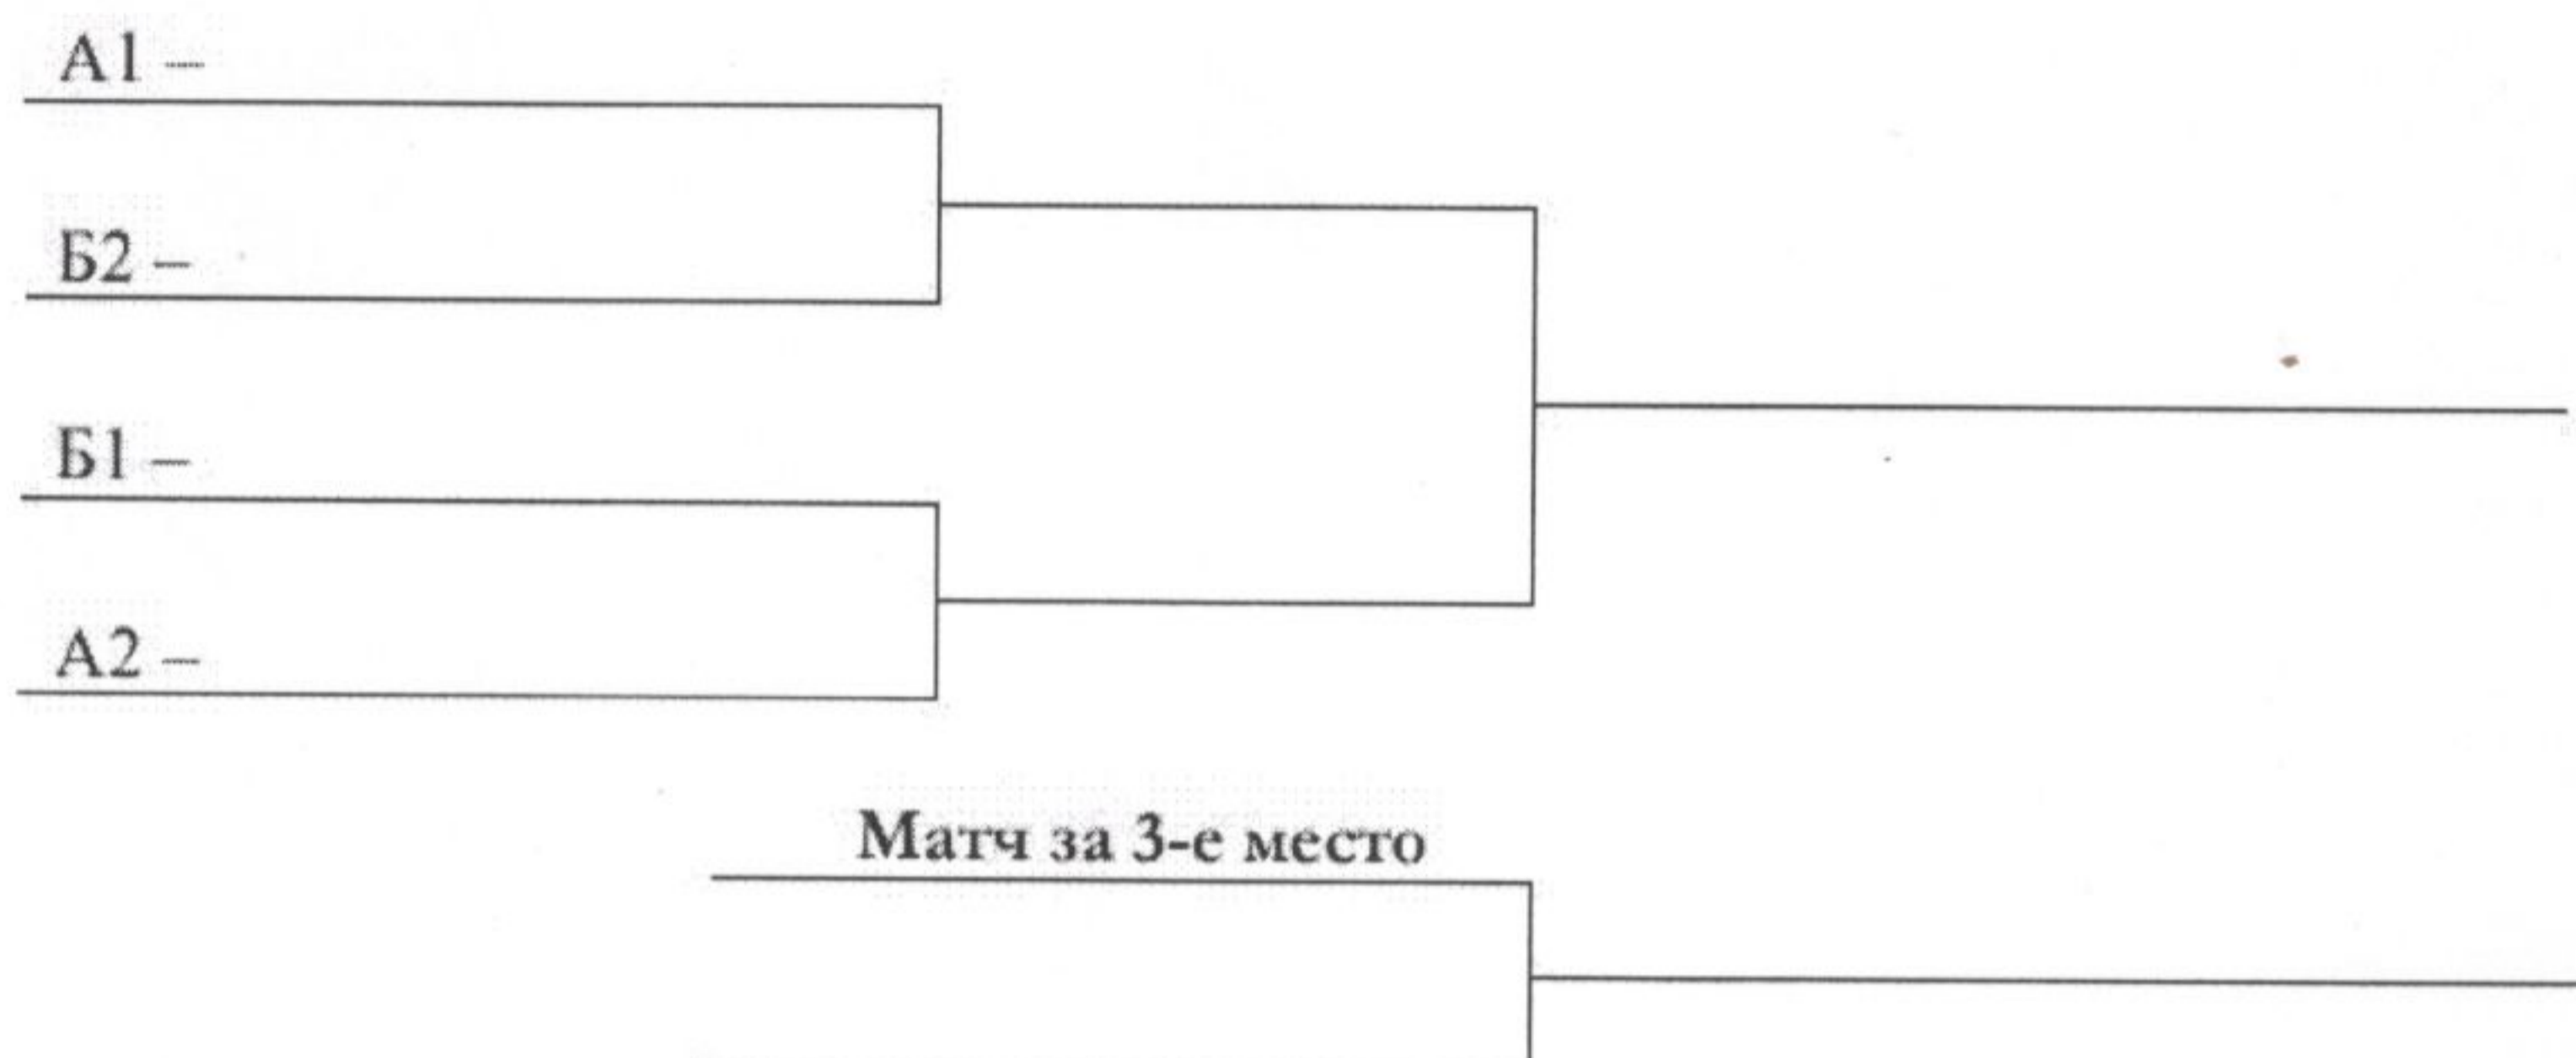 А1 –
Б2 –
Б1 –
А2 –
Матч за 3-е место